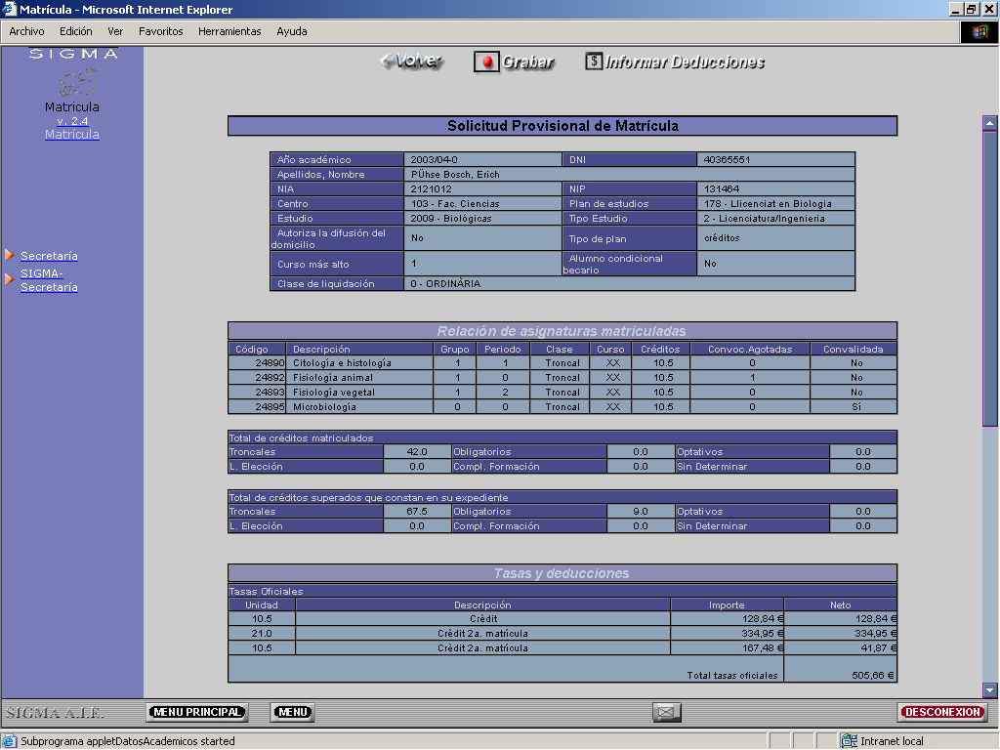 Matrícula - Microsoft Internet Explorer
Archivo Edición Ver Favoritos Herramientas Ayuda
SIGMA
Matricula
v. 2.4
Matrícula
Secretaría
SIGMA-
Secretaría
Volver Grabar $ Informar Deducciones
Solicitud Provisional de Matrícula
Año académico 2003/04-0 DNI 40365551
Apellidos, Nombre PÜhse Bosch, Erich
NIA 2121012 NIP 131464
Centro 103 - Fac. Ciencias Plan de estudios 178 - Llicenciat en Biologia
Estudio 2009 - Biológicas Tipo Estudio 2 - Licenciatura/Ingenieria
Autoriza la difusión del domicilio No Tipo de plan créditos
Curso más alto 1 Alumno condicional becario No
Clase de liquidación 0 - ORDINÀRIA
Relación de asignaturas matriculadas
Código Descripción Grupo Periodo Clase Curso Créditos Convoc.Agotadas Convalidada
24890 Citología e histología 1 1 Troncal XX 10.5 0 No
24892 Fisiología animal 1 0 Troncal XX 10.5 1 No
24893 Fisiología vegetal 1 2 Troncal XX 10.5 0 No
24895 Microbiología 0 0 Troncal XX 10.5 0 Sí
Total de créditos matriculados
Troncales 42.0 Obligatorios 0.0 Optativos 0.0
L. Elección 0.0 Compl. Formación 0.0 Sin Determinar 0.0
Total de créditos superados que constan en su expediente
Troncales 67.5 Obligatorios 9.0 Optativos 0.0
L. Elección 0.0 Compl. Formación 0.0 Sin Determinar 0.0
Tasas y deducciones
Tasas Oficiales
Unidad Descripción Importe Neto
10.5 Crèdit 128,84 € 128,84 €
21.0 Crèdit 2a. matrícula 334,95 € 334,95 €
10.5 Crèdit 2a. matrícula 167,48 € 41,87 €
Total tasas oficiales 505,66 €
SIGMA A.I.E. MENU PRINCIPAL MENU DESCONEXION
Subprograma appletDatosAcademicos started Intranet local